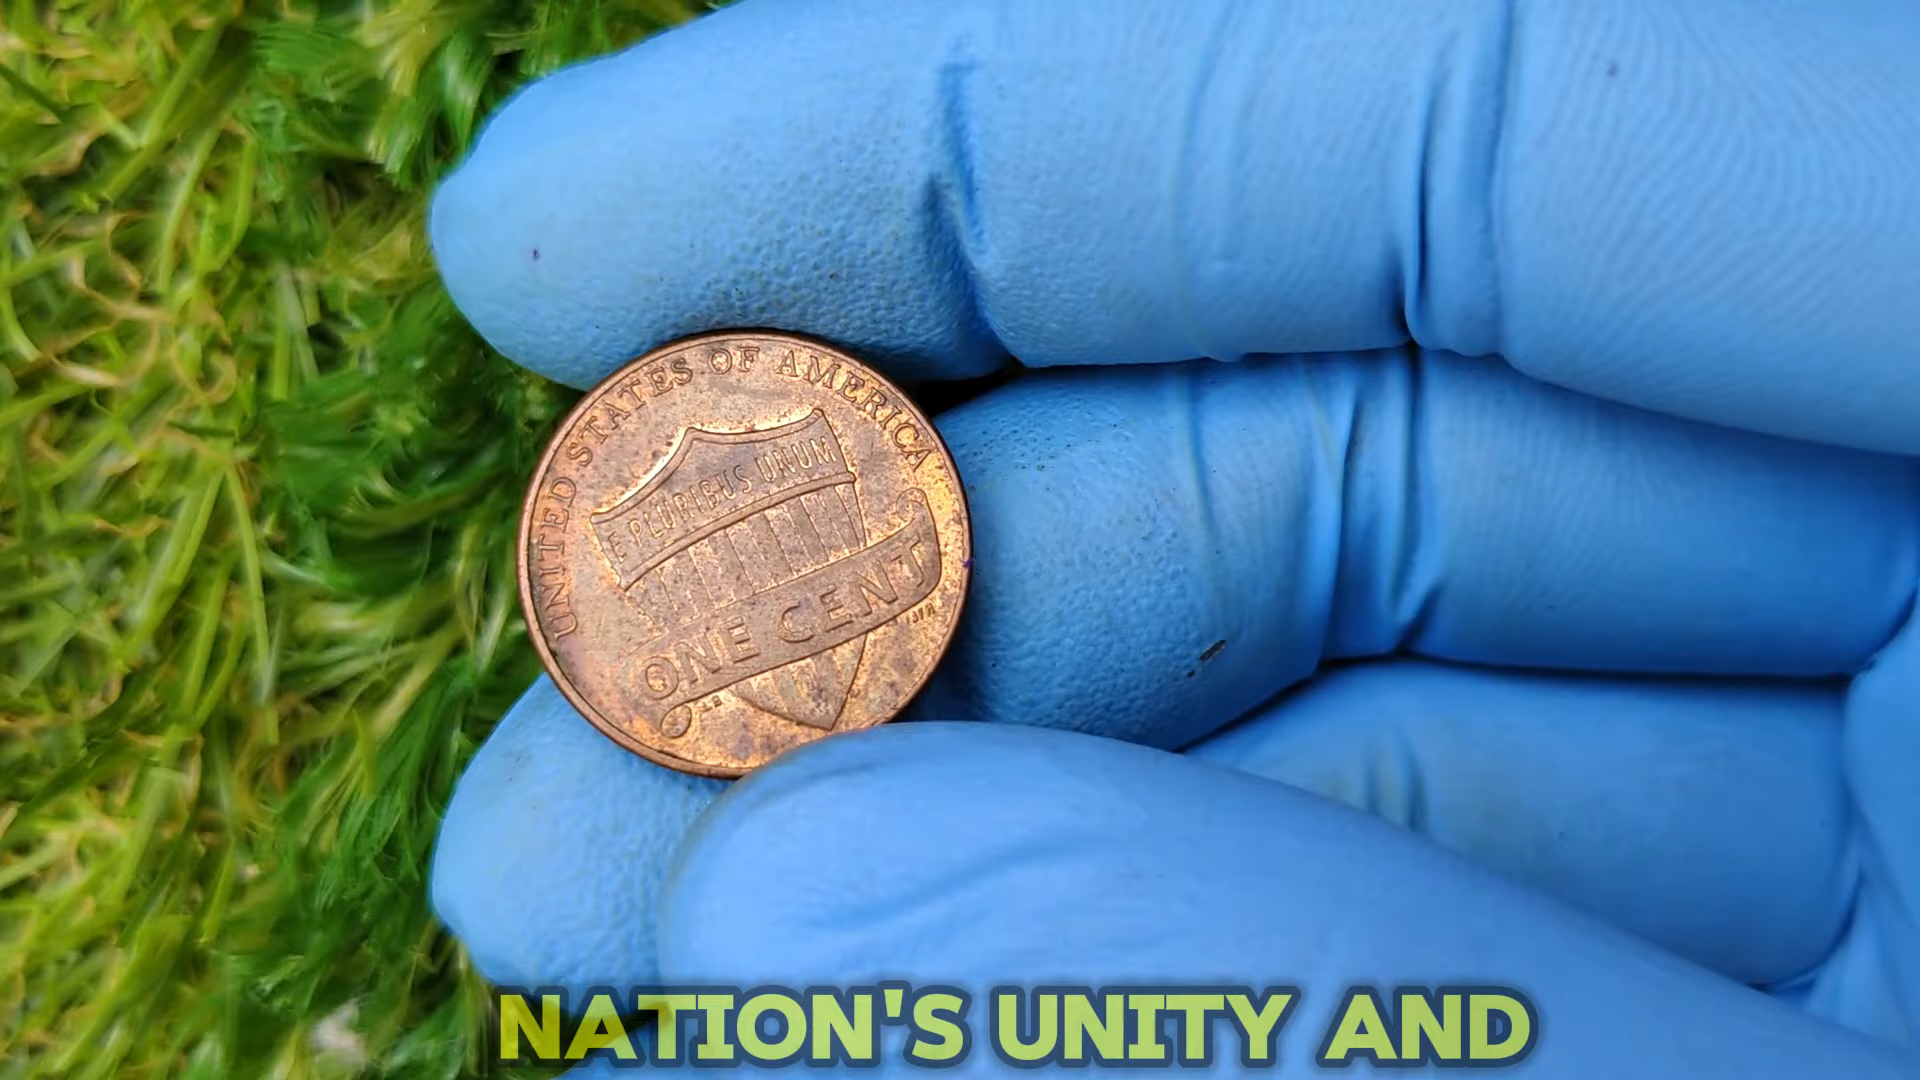 UNITED STATES OF AMERICA
E PLURIBUS UNUM
ONE CENT
NATION'S UNITY AND